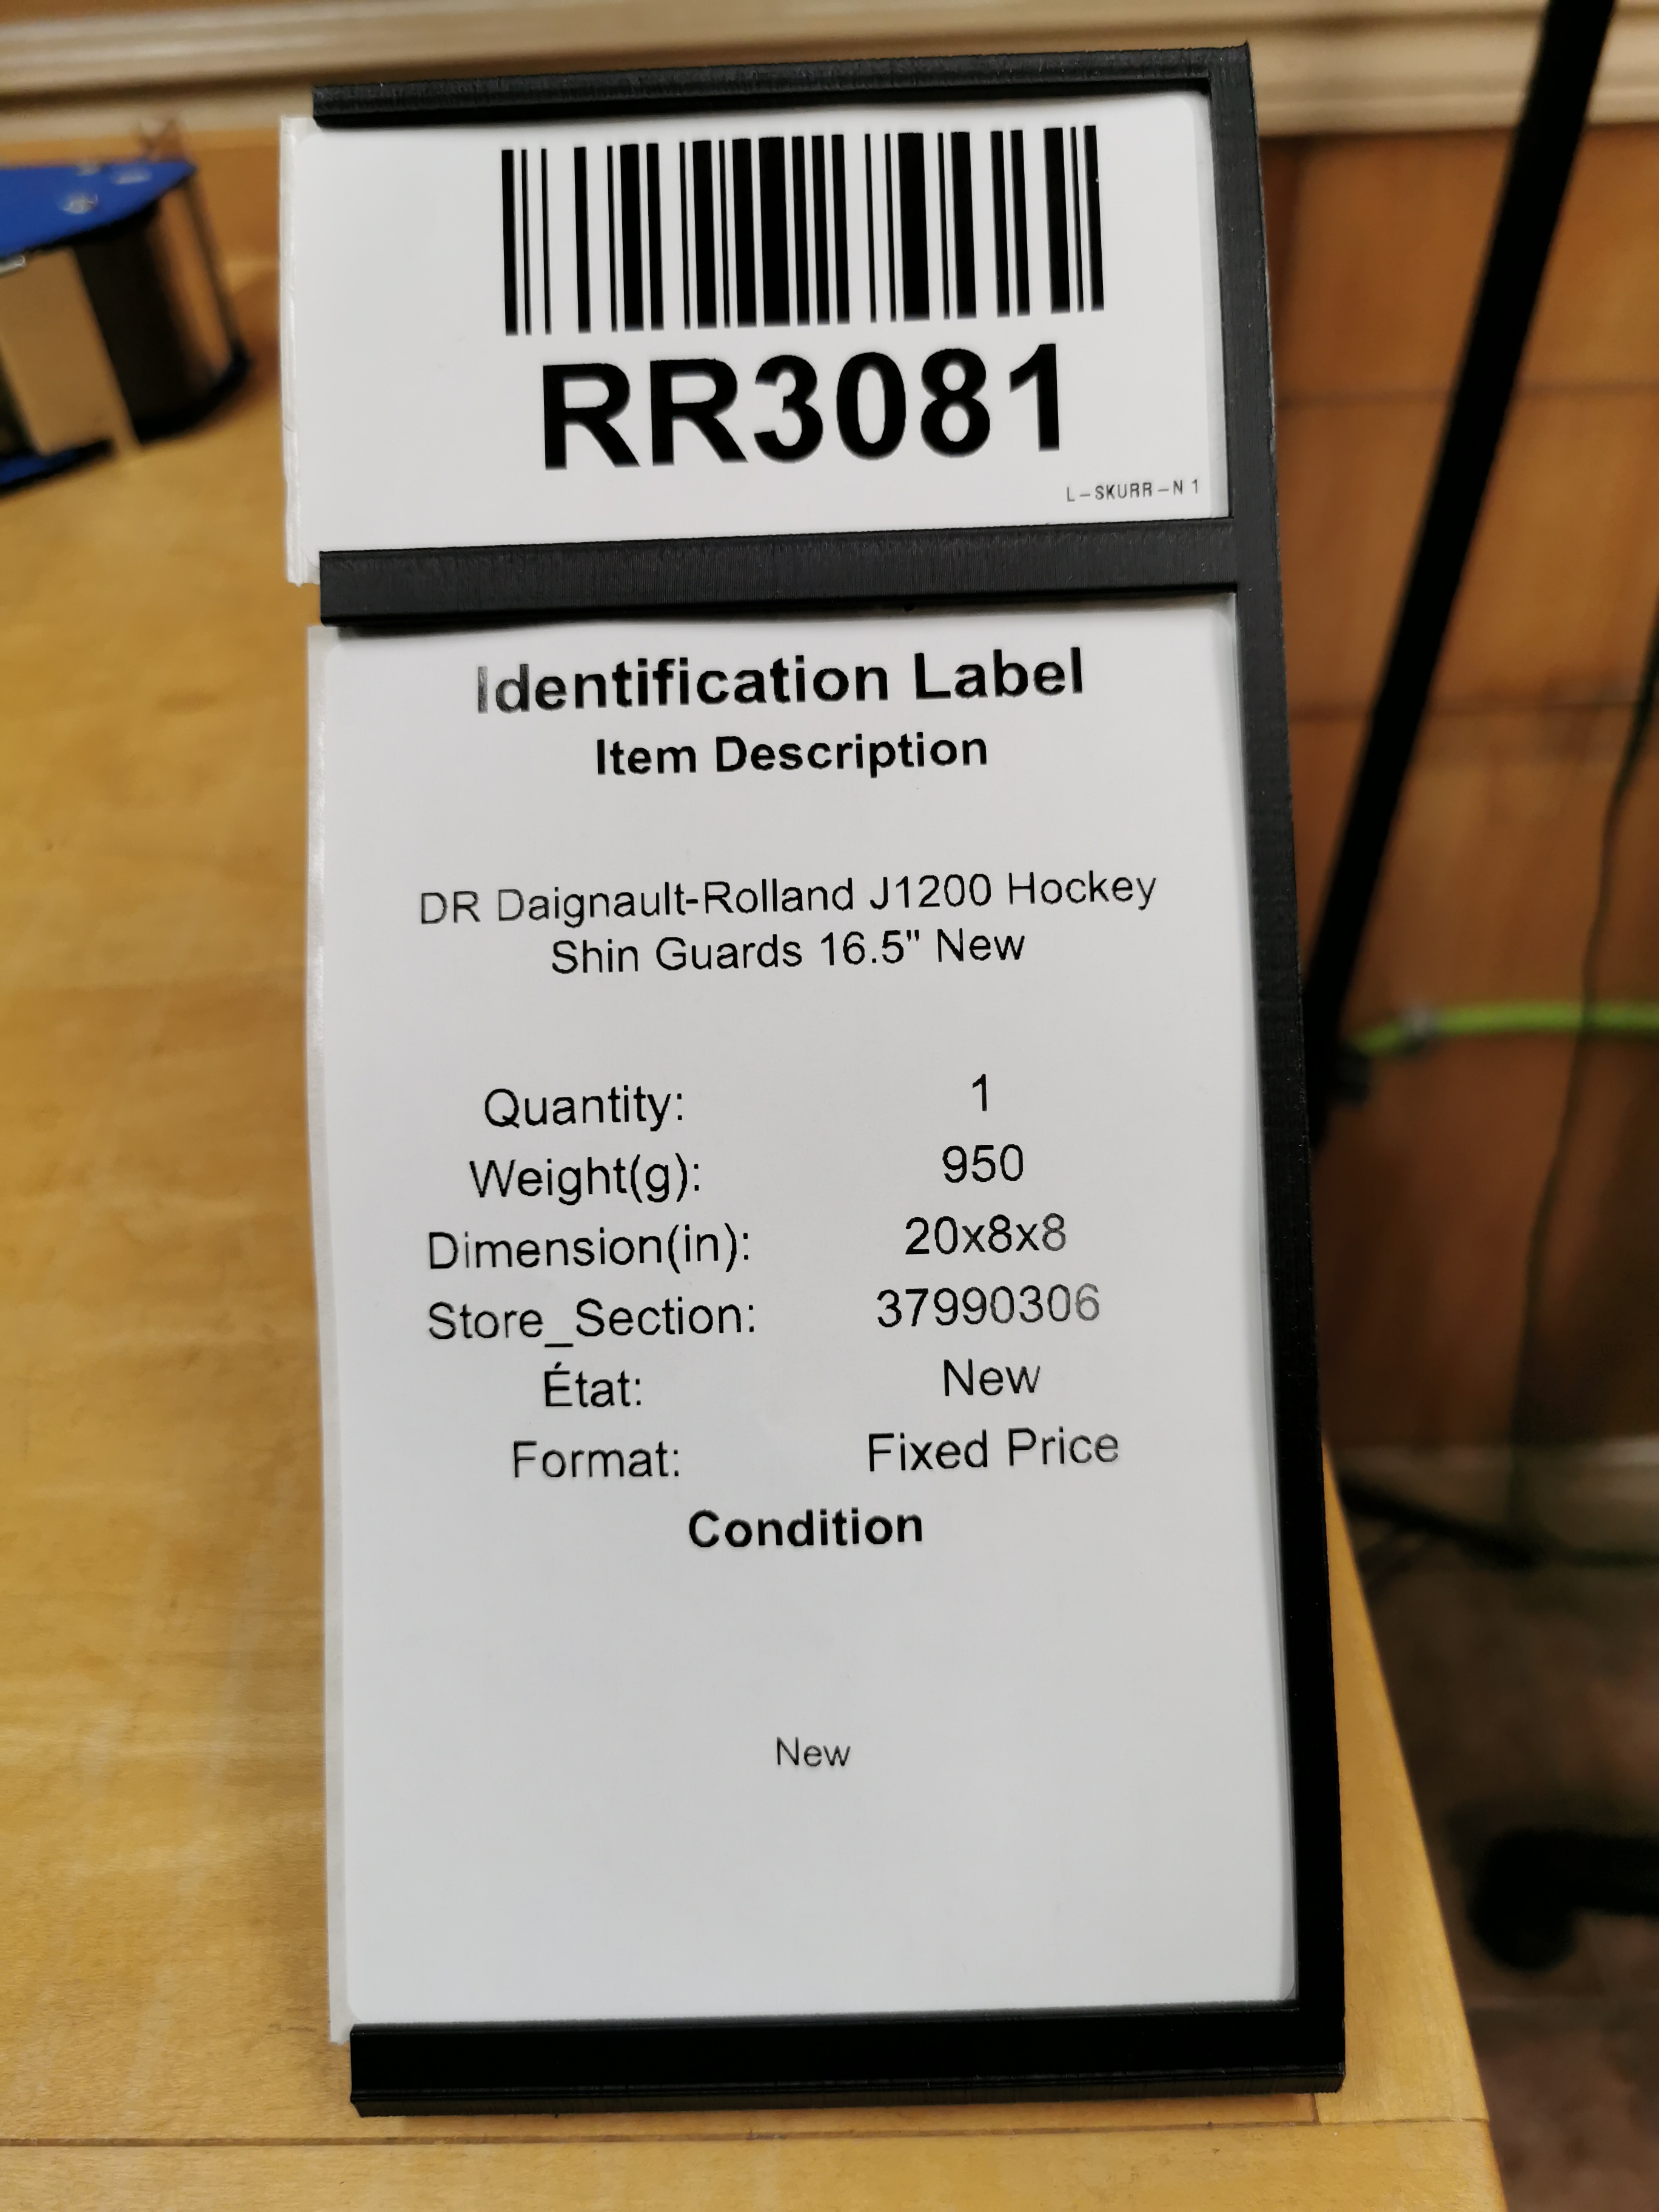 RR3081
L-SKURR-N 1
Identification Label
Item Description
DR Daignault-Rolland J1200 Hockey
Shin Guards 16.5" New
Quantity: 1
Weight(g): 950
Dimension(in): 20x8x8
Store_Section: 37990306
État: New
Format: Fixed Price
Condition
New